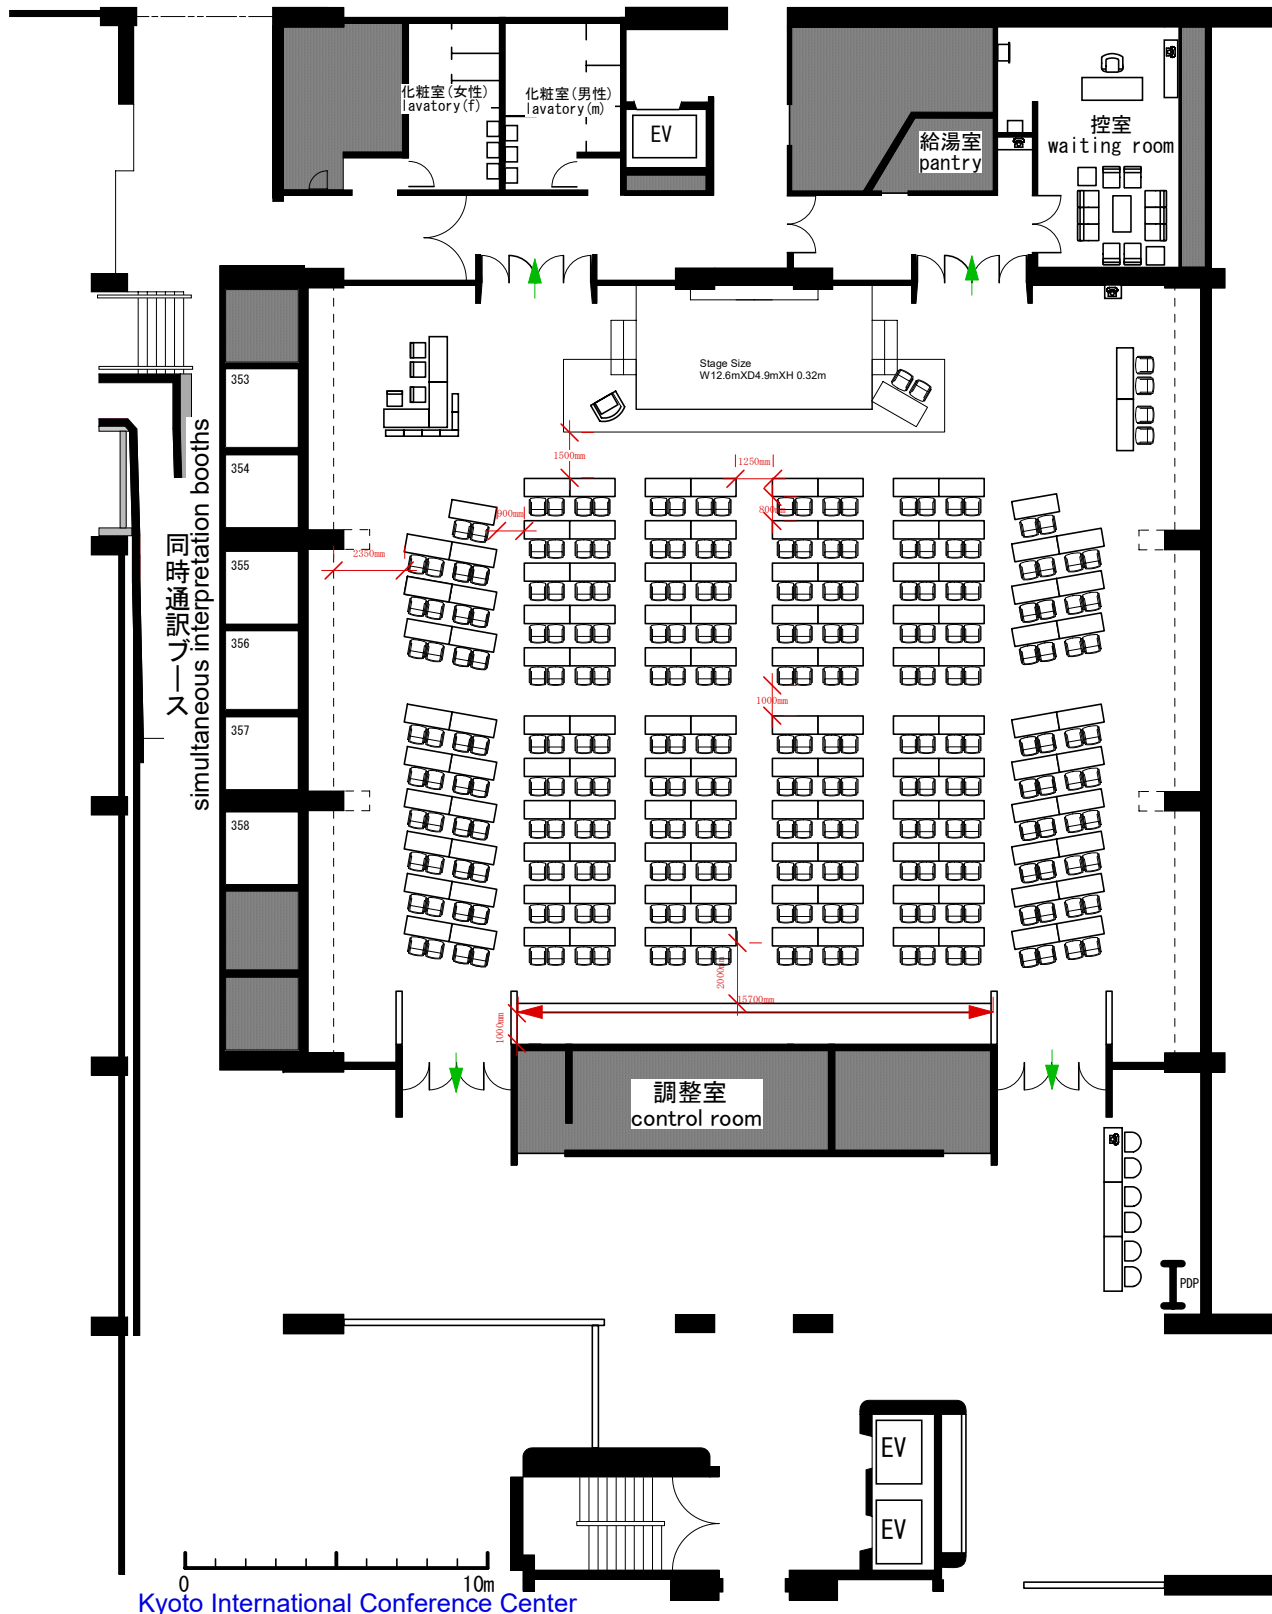 化粧室(女性)
lavatory(f)
化粧室(男性)
lavatory(m)
EV
給湯室
pantry
控室
waiting room
353
354
355
356
357
358
同時通訳ブース
simultaneous interpretation booths
Stage Size
W12.6mXD4.9mXH 0.32m
1500mm
1250mm
800mm
900mm
2350mm
1000mm
2000mm
15700mm
1000mm
調整室
control room
PDP
EV
EV
0
10m
Kyoto International Conference Center